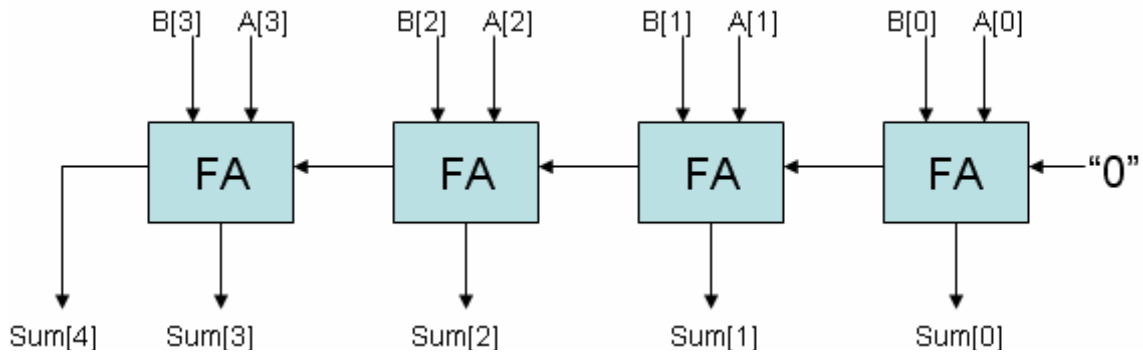 B[3] A[3] B[2] A[2] B[1] A[1] B[0] A[0]
FA FA FA FA “0”
Sum[4] Sum[3] Sum[2] Sum[1] Sum[0]